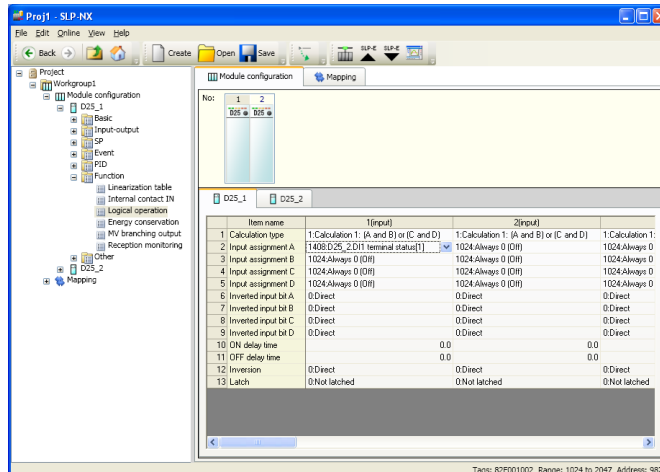 Proj1 - SLP-NX
File Edit Online View Help
Back Create Open Save SLP-E SLP-E
Project
Workgroup1
Module configuration
D25_1
Basic
Input-output
SP
Event
PID
Function
Linearization table
Internal contact IN
Logical operation
Energy conservation
MV branching output
Reception monitoring
Other
D25_2
Mapping
Module configuration Mapping
No: 1 2
D25 D25
D25_1 D25_2
Item name 1(input) 2(input)
1 Calculation type 1:Calculation 1: (A and B) or (C and D) 1:Calculation 1: (A and B) or (C and D) 1:Calculation 1:
2 Input assignment A 1408:D25_2.DI1 terminal status[1] 1024:Always 0 (Off) 1024:Always 0
3 Input assignment B 1024:Always 0 (Off) 1024:Always 0 (Off) 1024:Always 0
4 Input assignment C 1024:Always 0 (Off) 1024:Always 0 (Off) 1024:Always 0
5 Input assignment D 1024:Always 0 (Off) 1024:Always 0 (Off) 1024:Always 0
6 Inverted input bit A 0:Direct 0:Direct 0:Direct
7 Inverted input bit B 0:Direct 0:Direct 0:Direct
8 Inverted input bit C 0:Direct 0:Direct 0:Direct
9 Inverted input bit D 0:Direct 0:Direct 0:Direct
10 ON delay time 0.0 0.0
11 OFF delay time 0.0 0.0
12 Inversion 0:Direct 0:Direct 0:Direct
13 Latch 0:Not latched 0:Not latched 0:Not latched
Tags: 82E001002, Range: 1024 to 2047, Address: 982